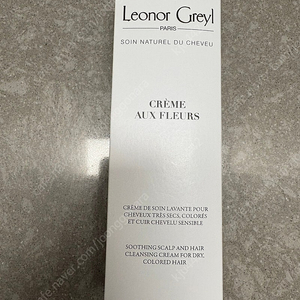 Leonor Greyl
PARIS
SOIN NATUREL DU CHEVEU
CRÈME
AUX FLEURS
CRÈME DE SOIN LAVANTE POUR
CHEVEUX TRÈS SECS, COLORÉS
ET CUIR CHEVELU SENSIBLE
SOOTHING SCALP AND HAIR
CLEANSING CREAM FOR DRY,
COLORED HAIR